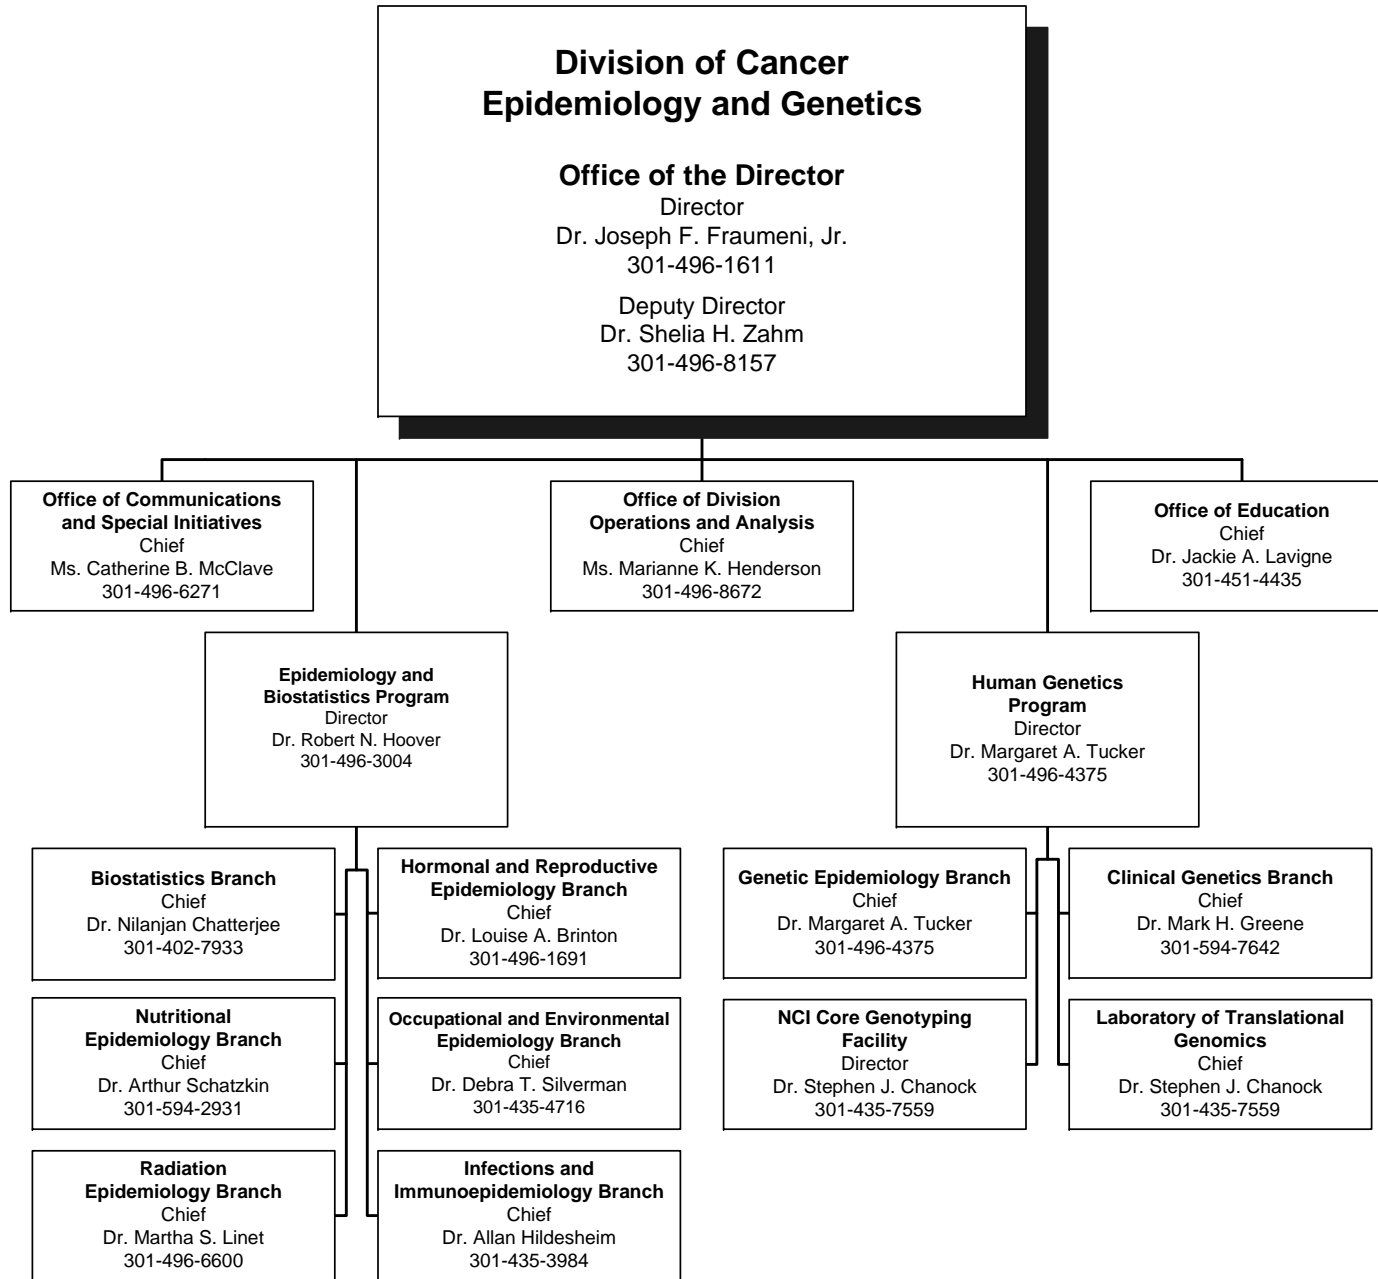 Division of Cancer
Epidemiology and Genetics
Office of the Director
Director
Dr. Joseph F. Fraumeni, Jr.
301-496-1611
Deputy Director
Dr. Shelia H. Zahm
301-496-8157
Office of Communications
and Special Initiatives
Chief
Ms. Catherine B. McClave
301-496-6271
Office of Division
Operations and Analysis
Chief
Ms. Marianne K. Henderson
301-496-8672
Office of Education
Chief
Dr. Jackie A. Lavigne
301-451-4435
Epidemiology and
Biostatistics Program
Director
Dr. Robert N. Hoover
301-496-3004
Human Genetics
Program
Director
Dr. Margaret A. Tucker
301-496-4375
Biostatistics Branch
Chief
Dr. Nilanjan Chatterjee
301-402-7933
Hormonal and Reproductive
Epidemiology Branch
Chief
Dr. Louise A. Brinton
301-496-1691
Genetic Epidemiology Branch
Chief
Dr. Margaret A. Tucker
301-496-4375
Clinical Genetics Branch
Chief
Dr. Mark H. Greene
301-594-7642
Nutritional
Epidemiology Branch
Chief
Dr. Arthur Schatzkin
301-594-2931
Occupational and Environmental
Epidemiology Branch
Chief
Dr. Debra T. Silverman
301-435-4716
NCI Core Genotyping
Facility
Director
Dr. Stephen J. Chanock
301-435-7559
Laboratory of Translational
Genomics
Chief
Dr. Stephen J. Chanock
301-435-7559
Radiation
Epidemiology Branch
Chief
Dr. Martha S. Linet
301-496-6600
Infections and
Immunoepidemiology Branch
Chief
Dr. Allan Hildesheim
301-435-3984